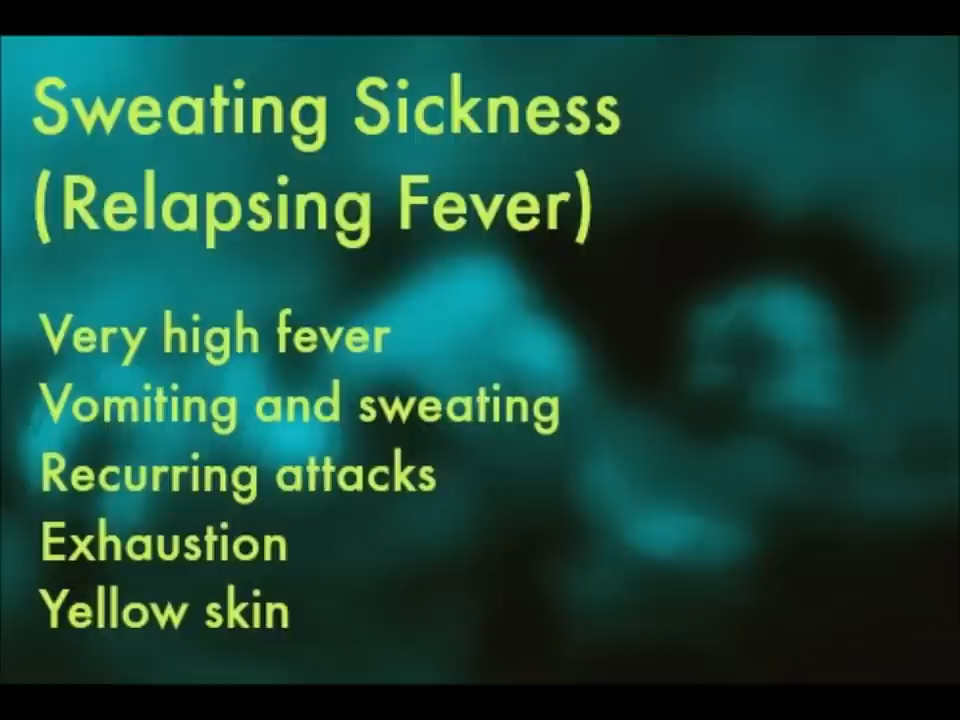 Sweating Sickness
(Relapsing Fever)
Very high fever
Vomiting and sweating
Recurring attacks
Exhaustion
Yellow skin